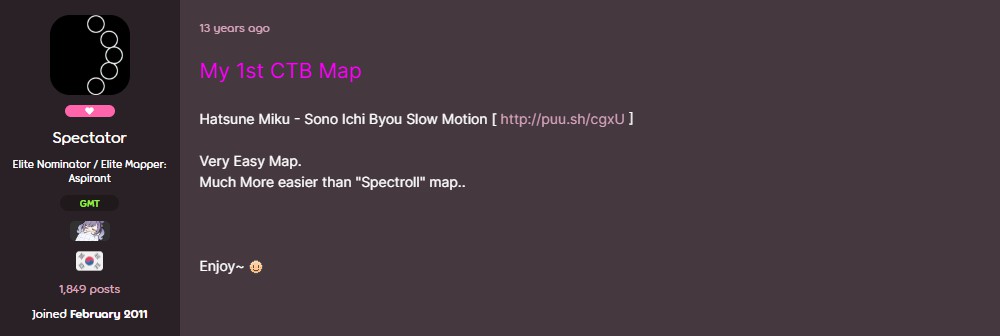 Spectator
Elite Nominator / Elite Mapper:
Aspirant
GMT
1,849 posts
Joined February 2011
13 years ago
My 1st CTB Map
Hatsune Miku - Sono Ichi Byou Slow Motion [ http://puu.sh/cgxU ]
Very Easy Map.
Much More easier than "Spectroll" map..
Enjoy~